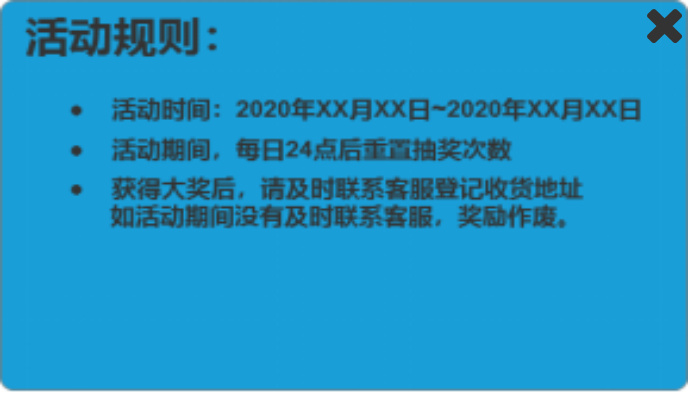 活动规则：
活动时间：2020年XX月XX日~2020年XX月XX日
活动期间，每日24点后重置抽奖次数
获得大奖后，请及时联系客服登记收货地址
如活动期间没有及时联系客服，奖励作废。